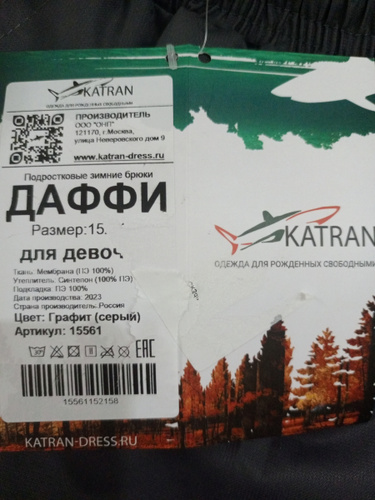 KATRAN
ОДЕЖДА ДЛЯ РОЖДЕННЫХ СВОБОДНЫМИ
ПРОИЗВОДИТЕЛЬ
ООО "ОНП"
121170, г.Москва,
улица Неверовского дом 9
www.katran-dress.ru
Подростковые зимние брюки
ДАФФИ
Размер:15.
для девоч
Ткань: Мембрана (ПЭ 100%)
Утеплитель: Синтепон (100% ПЭ)
Подкладка: ПЭ 100%
Дата производства: 2023
Страна производитель: Россия
Цвет: Графит (серый)
Артикул: 15561
EAC
15561152158
KATRAN-DRESS.RU
KATRAN
ОДЕЖДА ДЛЯ РОЖДЕННЫХ СВОБОДНЫМИ